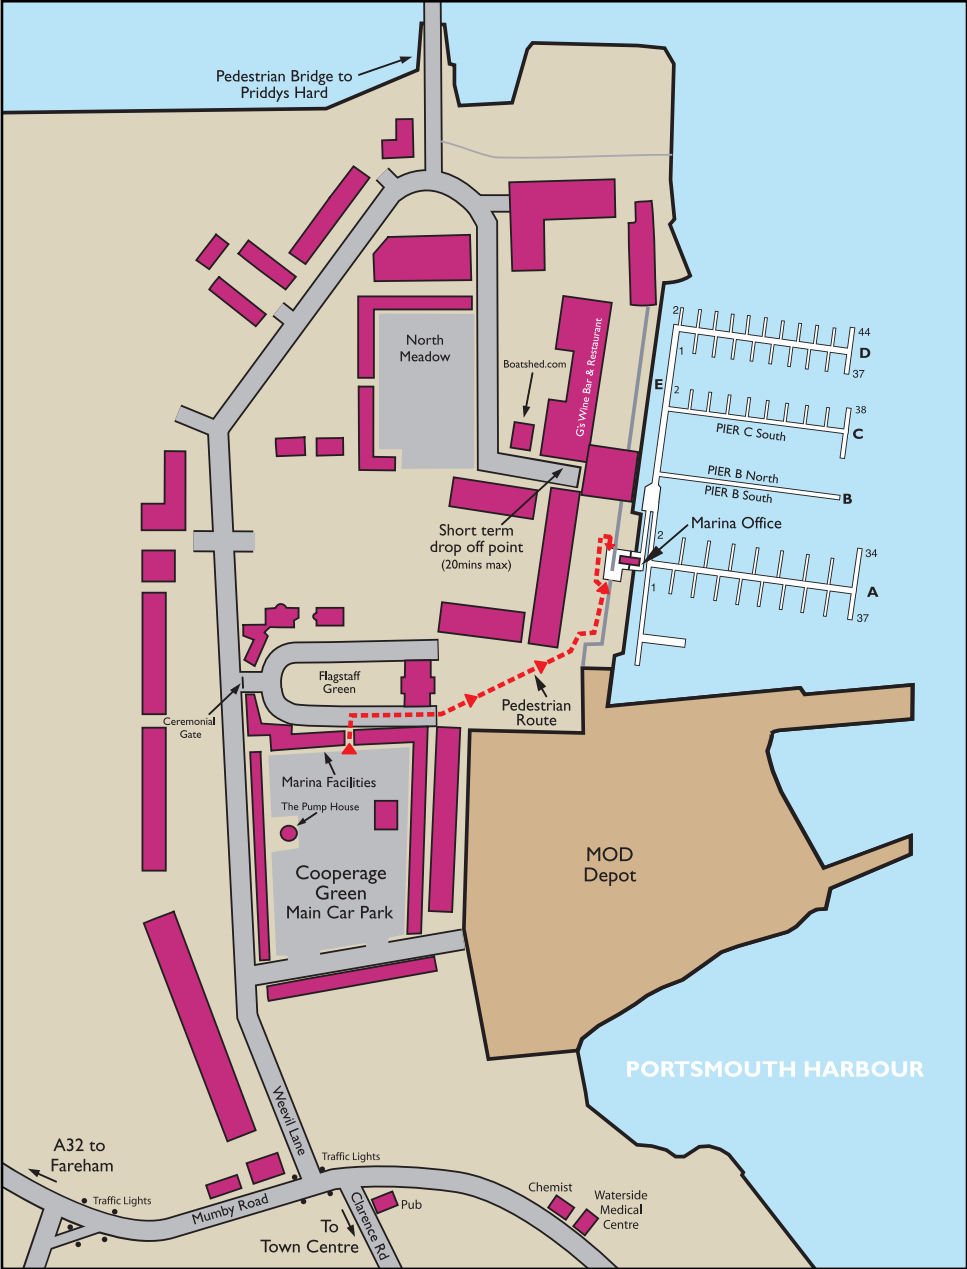 Pedestrian Bridge to
Priddys Hard
North
Meadow
Boatshed.com
G's Wine Bar & Restaurant
2
44
D
1
37
E
2
38
PIER C South
C
PIER B North
PIER B South
B
Short term
drop off point
(20mins max)
Marina Office
2
34
1
A
37
Flagstaff
Green
Ceremonial
Gate
Pedestrian
Route
Marina Facilities
The Pump House
Cooperage
Green
Main Car Park
MOD
Depot
PORTSMOUTH HARBOUR
Weevil Lane
A32 to
Fareham
Traffic Lights
Traffic Lights
Mumby Road
Clarence Rd
Pub
To
Town Centre
Chemist
Waterside
Medical
Centre